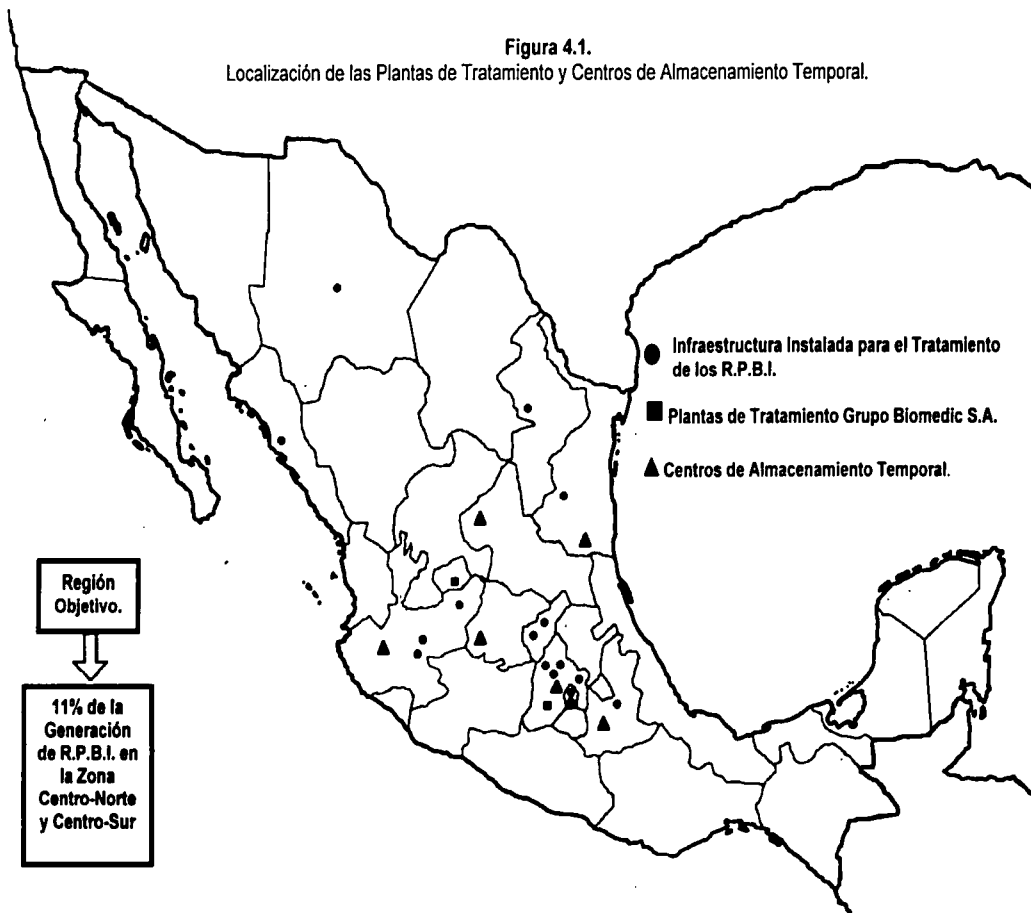 Figura 4.1.
Localización de las Plantas de Tratamiento y Centros de Almacenamiento Temporal.
Infraestructura Instalada para el Tratamiento
de los R.P.B.I.
Plantas de Tratamiento Grupo Biomedic S.A.
Centros de Almacenamiento Temporal.
Región
Objetivo.
11% de la
Generación
de R.P.B.I. en
la Zona
Centro-Norte
y Centro-Sur